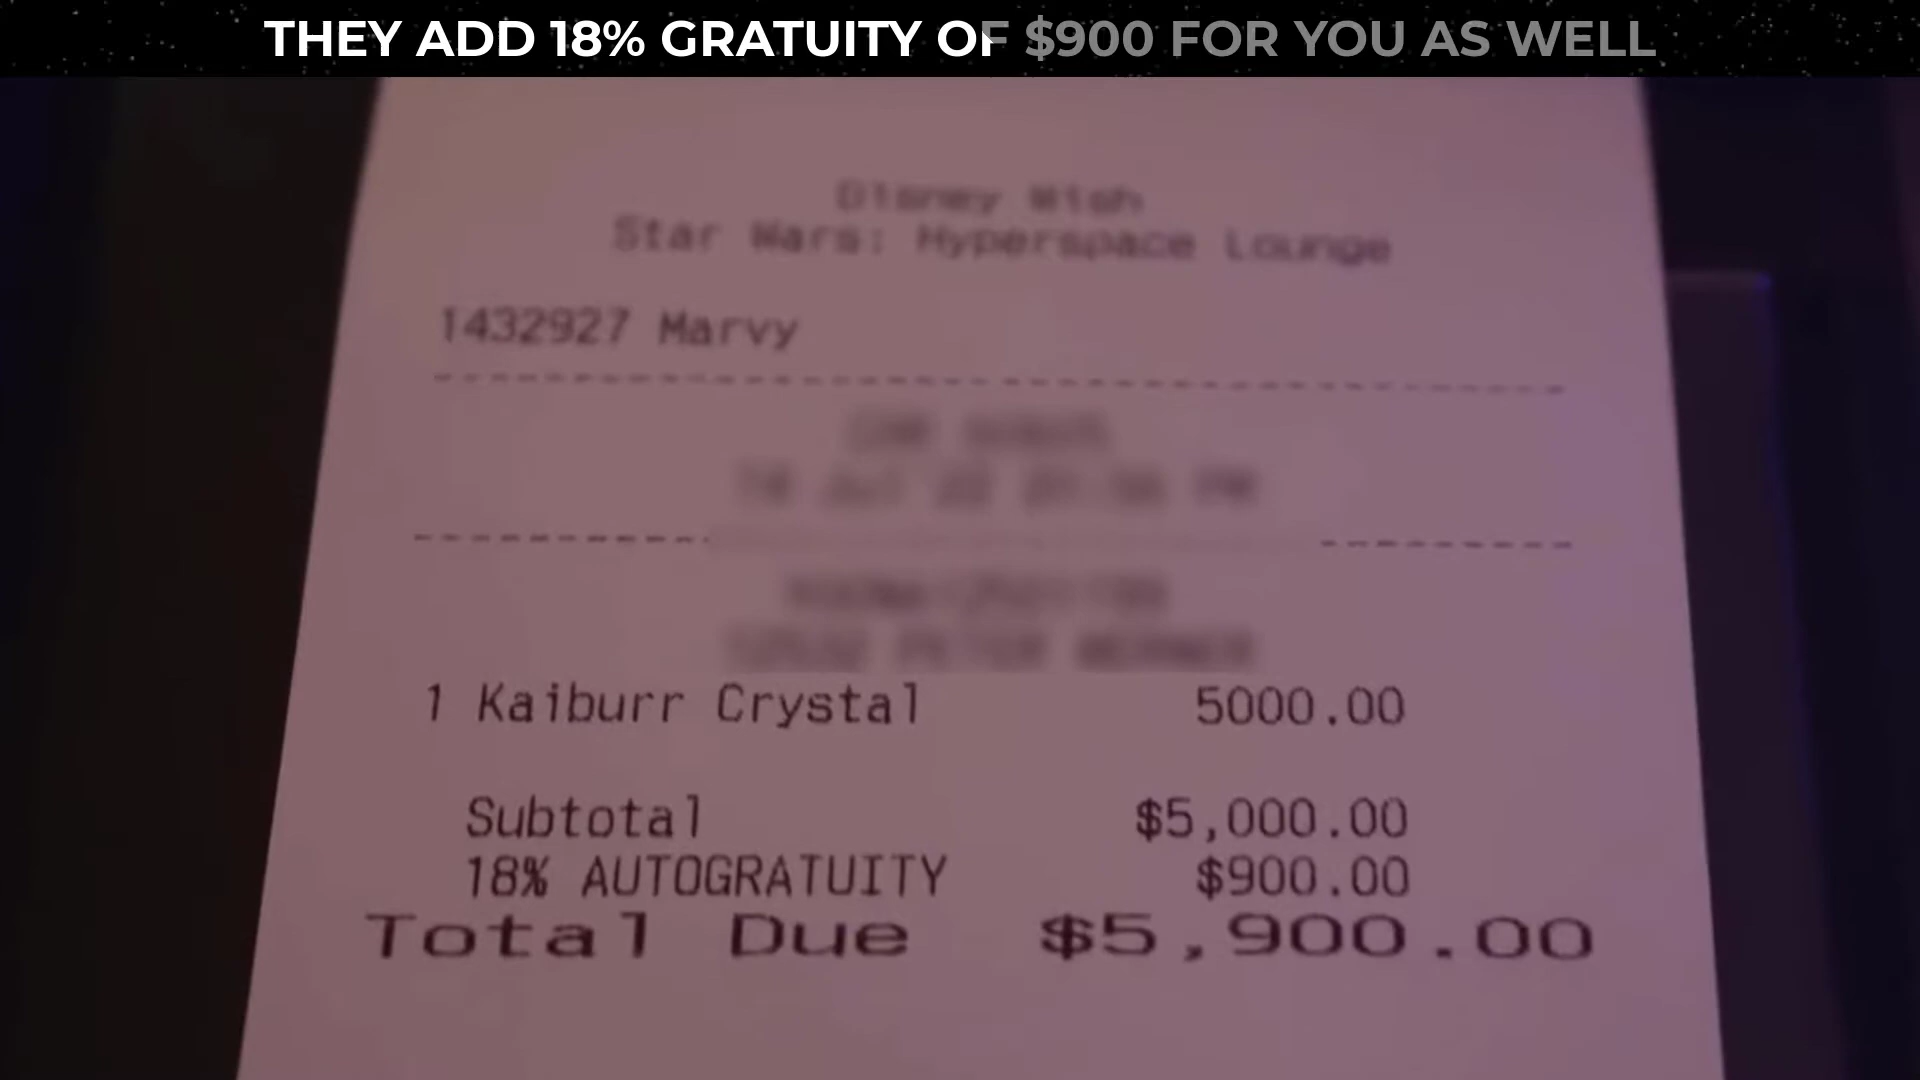 THEY ADD 18% GRATUITY OF $900 FOR YOU AS WELL
Disney Wish
Star Wars: Hyperspace Lounge
1432927 Marvy
1 Kaiburr Crystal 5000.00
Subtotal $5,000.00
18% AUTOGRATUITY $900.00
Total Due $5,900.00